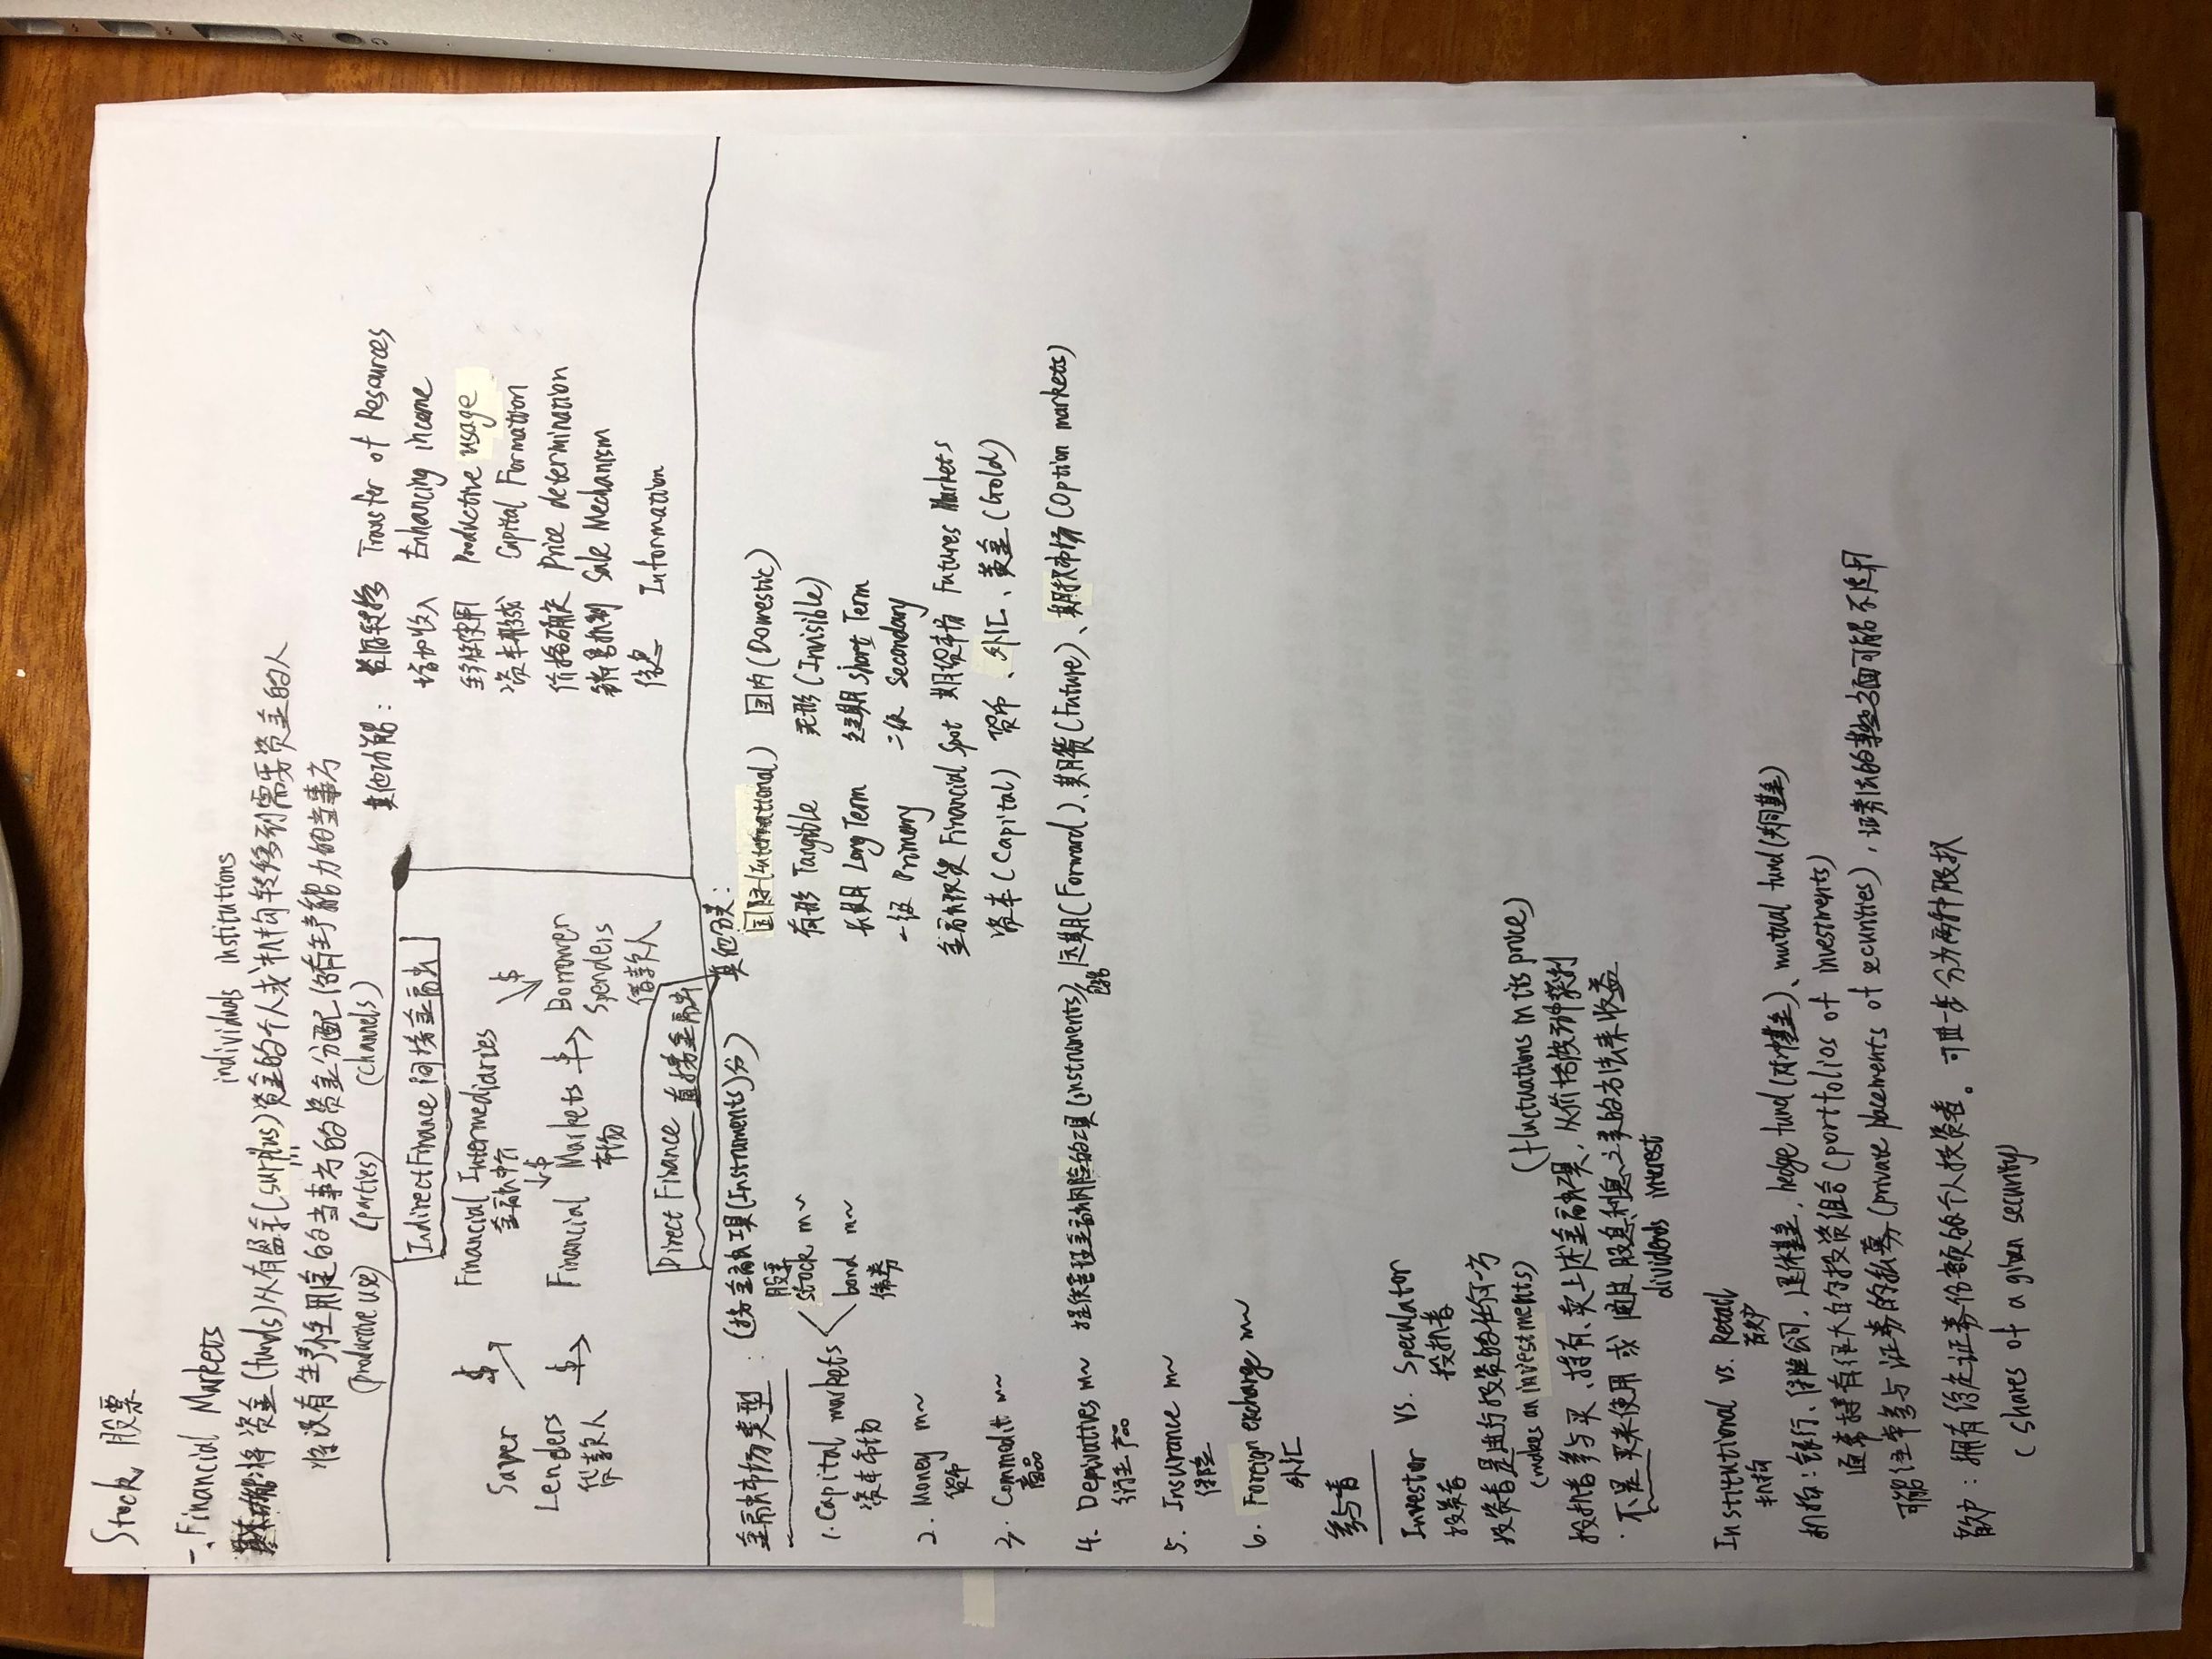 Stock 股票
一. Financial Markets
individuals institutions
基本功能:将资金(funds)从有盈余(surplus)资金的个人或机构转移到需要资金的人
将没有生产性用途的当事方的资金分配给有生产能力的当事方
(productive use) (parties) (channels)
其他功能: 资源转移 Transfer of Resources
增加收入 Enhancing income
生产性使用 Productive usage
资本形成 Capital Formation
价格确定 Price determination
销售机制 Sale Mechanism
信息 Information
Indirect Finance 间接金融
$ Financial Intermediaries
金融中介
Saver
Lenders
贷款人
$
↓$
$ → Financial Markets $ →
市场
Borrower
Spenders
借款人
Direct Finance 直接金融
金融市场类型 : (按金融工具(Instruments)分)
1. Capital markets
资本市场
股票
stock m~
bond m~
债券
2. Money m~
货币
3. Commodit m~
商品
其他分类:
国际(International) 国内(Domestic)
有形 Tangible 无形(Invisible)
长期 Long Term 短期 Short Term
一级 Primary 二级 Secondary
金融现货 Financial Spot 期货市场 Futures Markets
资本(Capital) 货币、外汇、黄金(Gold)
4. Derivatives m~ 提供管理金融风险的工具(instruments), 包括 远期(Forward)、期货(Future)、期权市场(Option markets)
衍生产品
5. Insurance m~
保险
6. Foreign exchange m~
外汇
参与者
Investor VS. Speculator
投资者 投机者
投资者是进行投资的任何一方
(makes an investments) (fluctuations in its price)
投机者参与买、持有、卖上述金融工具, 从价格波动中获利
不是买来使用或通过股息利息之类的方法来收益
dividends interest
Institutional vs. Retail
机构 散户
机构: 银行、保险公司, 退休基金, hedge fund(对冲基金)、mutual fund(共同基金)
通常持有很大的投资组合(portfolios of investments)
可能经常参与证券的私募(private placements of securities), 证券法的某些方面可能不适用
散户: 拥有给定证券份额的个人投资者。可进一步分为两种股权
(shares of a given security)